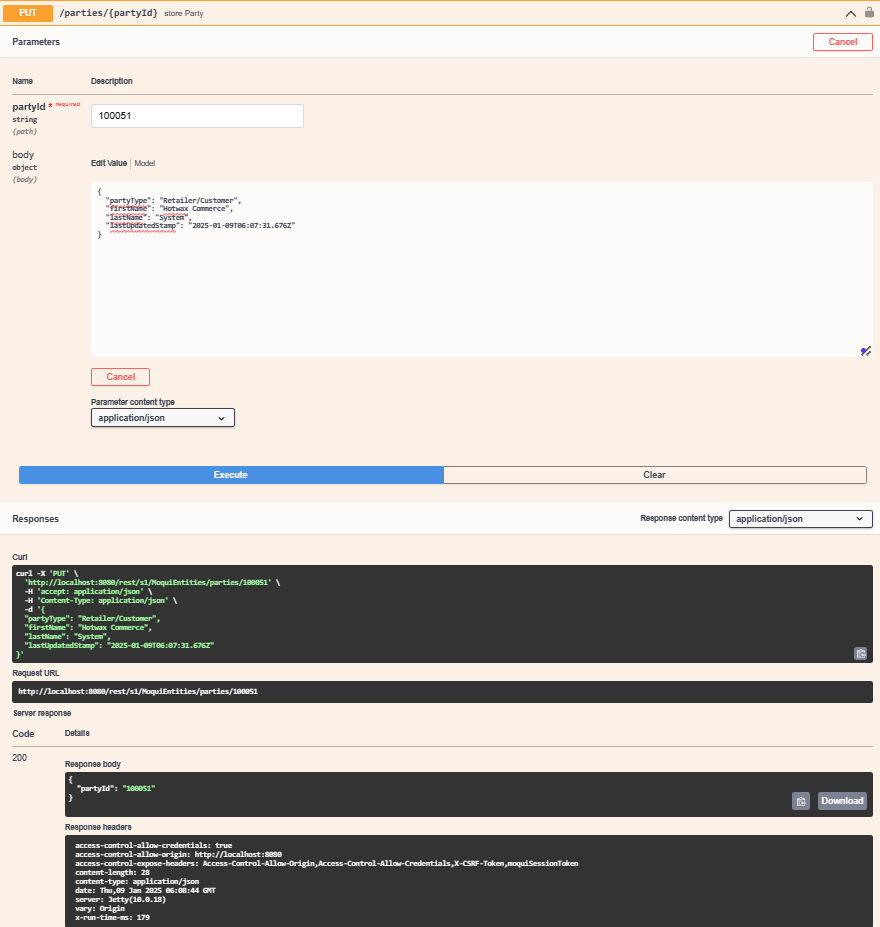 PUT /parties/{partyId} store Party
Parameters Cancel
Name Description
partyId * required
string
(path)
100051
body
object
(body)
Edit Value | Model
{
"partyType": "Retailer/Customer",
"firstName": "Hotwax Commerce",
"lastName": "System",
"lastUpdatedStamp": "2025-01-09T06:07:31.676Z"
}
Cancel
Parameter content type
application/json
Execute Clear
Responses Response content type application/json
Curl
curl -X 'PUT' \
'http://localhost:8080/rest/s1/MoquiEntities/parties/100051' \
-H 'accept: application/json' \
-H 'Content-Type: application/json' \
-d '{
"partyType": "Retailer/Customer",
"firstName": "Hotwax Commerce",
"lastName": "System",
"lastUpdatedStamp": "2025-01-09T06:07:31.676Z"
}'
Request URL
http://localhost:8080/rest/s1/MoquiEntities/parties/100051
Server response
Code Details
200
Response body
{
"partyId": "100051"
}
Download
Response headers
access-control-allow-credentials: true
access-control-allow-origin: http://localhost:8080
access-control-expose-headers: Access-Control-Allow-Origin,Access-Control-Allow-Credentials,X-CSRF-Token,moquiSessionToken
content-length: 28
content-type: application/json
date: Thu,09 Jan 2025 06:08:44 GMT
server: Jetty(10.0.18)
vary: Origin
x-run-time-ms: 179